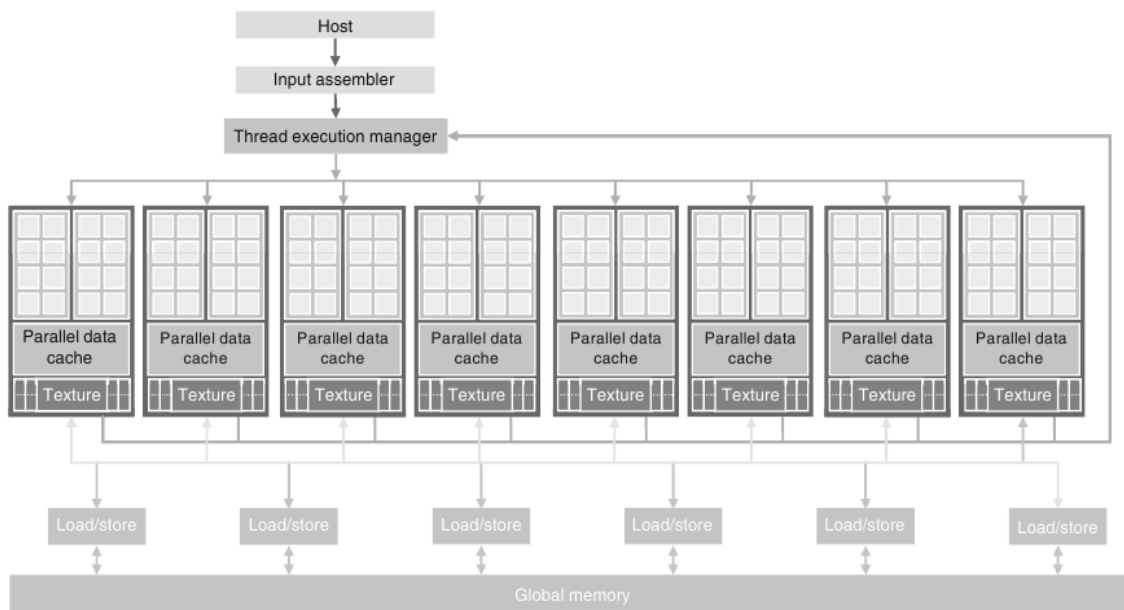 Host
Input assembler
Thread execution manager
Parallel data
cache
Parallel data
cache
Parallel data
cache
Parallel data
cache
Parallel data
cache
Parallel data
cache
Parallel data
cache
Parallel data
cache
Texture
Texture
Texture
Texture
Texture
Texture
Texture
Texture
Load/store
Load/store
Load/store
Load/store
Load/store
Load/store
Global memory